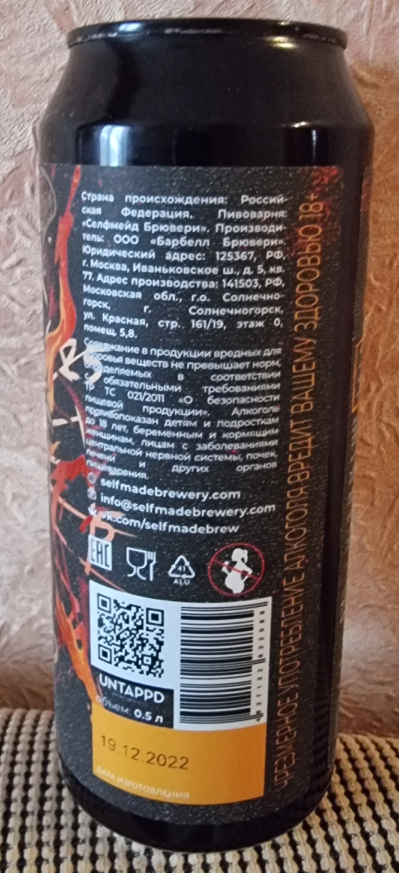 Страна происхождения: Россий-
ская Федерация. Пивоварня:
«Селфмейд Брювери». Производи-
тель: ООО «Барбелл Брювери».
Юридический адрес: 125367, РФ,
г. Москва, Иваньковское ш., д. 5, кв.
77. Адрес производства: 141503, РФ,
Московская обл., г.о. Солнечно-
горск, г. Солнечногорск,
ул. Красная, стр. 161/19, этаж 0,
помещ. 5,8.
Содержание в продукции вредных для
здоровья веществ не превышает норм,
определяемых в соответствии
с обязательными требованиями
ТР ТС 021/2011 «О безопасности
пищевой продукции». Алкоголь
противопоказан детям и подросткам
до 18 лет, беременным и кормящим
женщинам, лицам с заболеваниями
центральной нервной системы, почек,
печени и других органов
пищеварения.
selfmadebrewery.com
info@selfmadebrewery.com
vk.com/selfmadebrew
EAC
41
ALU
UNTAPPD
объем: 0.5 л
19.12.2022
ДАТА ИЗГОТОВЛЕНИЯ
ЧРЕЗМЕРНОЕ УПОТРЕБЛЕНИЕ АЛКОГОЛЯ ВРЕДИТ ВАШЕМУ ЗДОРОВЬЮ 18+